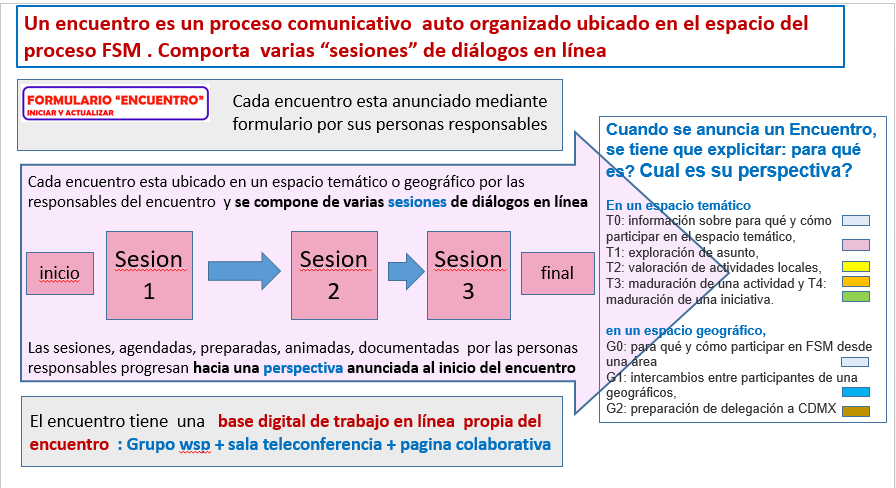 Un encuentro es un proceso comunicativo auto organizado ubicado en el espacio del
proceso FSM . Comporta varias “sesiones” de diálogos en línea
FORMULARIO “ENCUENTRO”
INICIAR Y ACTUALIZAR
Cada encuentro esta anunciado mediante
formulario por sus personas responsables
Cada encuentro esta ubicado en un espacio temático o geográfico por las
responsables del encuentro y se compone de varias sesiones de diálogos en línea
inicio
Sesion
1
Sesion
2
Sesion
3
final
Las sesiones, agendadas, preparadas, animadas, documentadas por las personas
responsables progresan hacia una perspectiva anunciada al inicio del encuentro
El encuentro tiene una base digital de trabajo en línea propia del
encuentro : Grupo wsp + sala teleconferencia + pagina colaborativa
Cuando se anuncia un Encuentro,
se tiene que explicitar: para qué
es? Cual es su perspectiva?
En un espacio temático
T0: información sobre para qué y cómo
participar en el espacio temático,
T1: exploración de asunto,
T2: valoración de actividades locales,
T3: maduración de una actividad y T4:
maduración de una iniciativa.
en un espacio geográfico,
G0: para qué y cómo participar en FSM desde
una área
G1: intercambios entre participantes de una
geográficos,
G2: preparación de delegación a CDMX